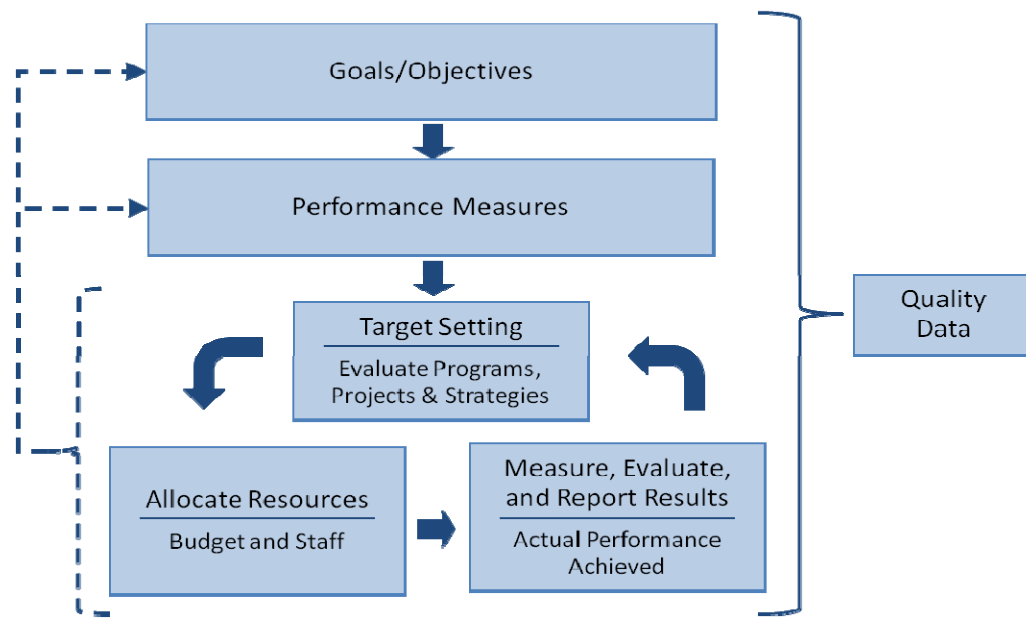 Goals/Objectives
Performance Measures
Target Setting
Evaluate Programs,
Projects & Strategies
Quality
Data
Allocate Resources
Budget and Staff
Measure, Evaluate,
and Report Results
Actual Performance
Achieved